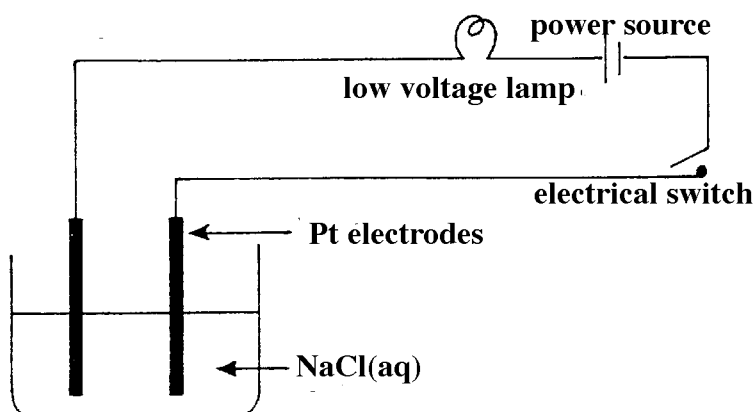 power source
low voltage lamp
electrical switch
Pt electrodes
NaCl(aq)